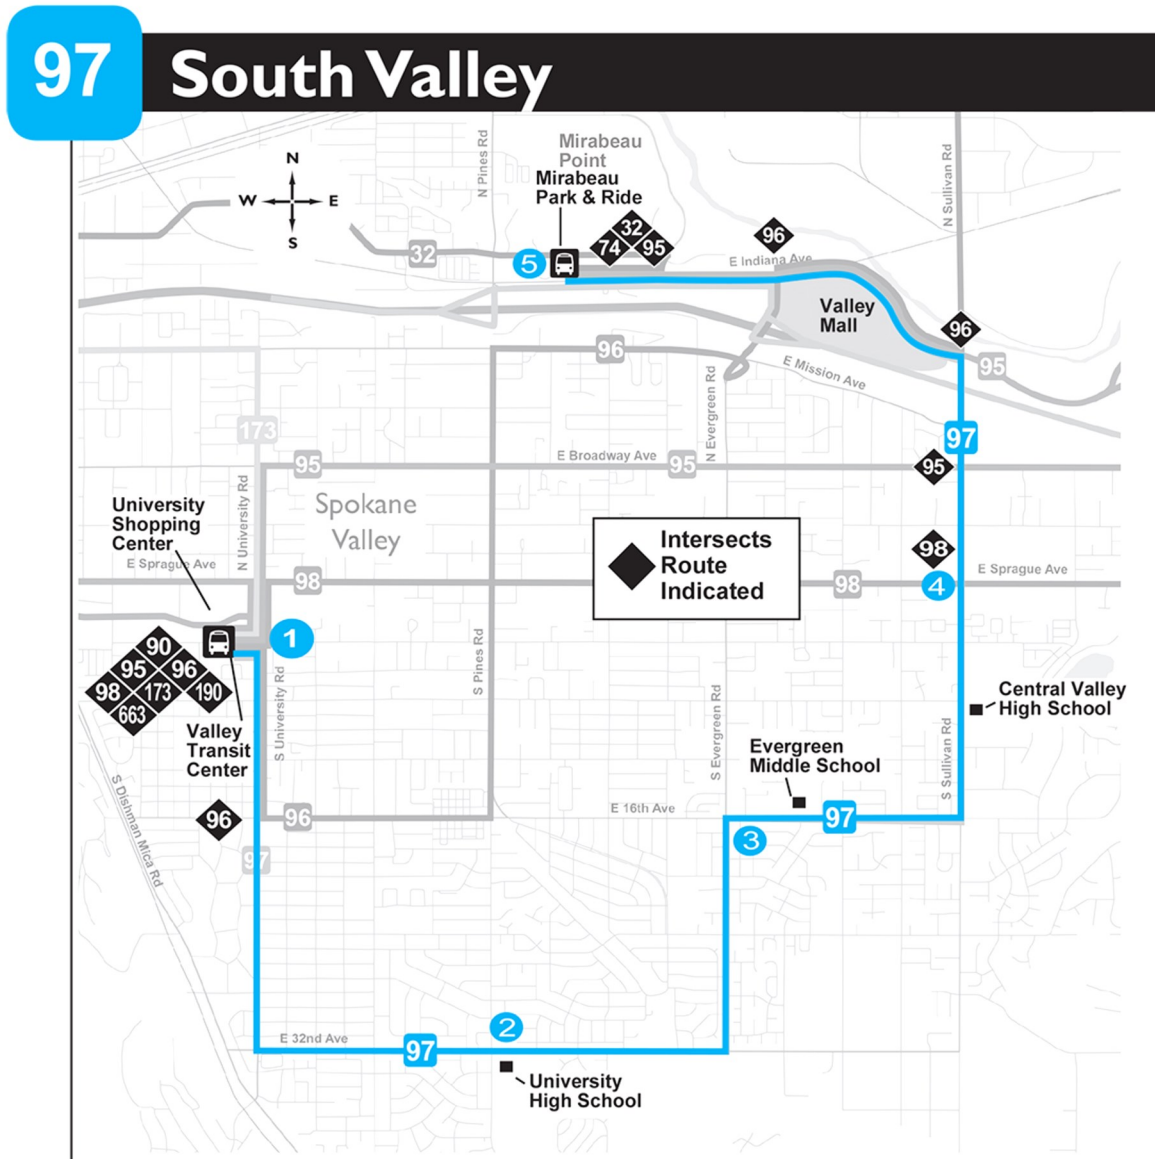 97 South Valley
N
W E
S
N Pines Rd
Mirabeau
Point
Mirabeau
Park & Ride
N Sullivan Rd
32
74 95
96
32
5
E Indiana Ave
Valley
Mall
96
96
95
E Mission Ave
N Evergreen Rd
173
97
95
E Broadway Ave
95
95
N University Rd
University
Shopping
Center
Spokane
Valley
E Sprague Ave
Intersects
Route
Indicated
98
98
98
E Sprague Ave
4
1
90
95 96
98 173 190
663
S Pines Rd
S University Rd
Valley
Transit
Center
S Evergreen Rd
Central Valley
High School
S Sullivan Rd
Evergreen
Middle School
S Dishman Mica Rd
96
96
E 16th Ave
97
3
97
2
E 32nd Ave
97
University
High School